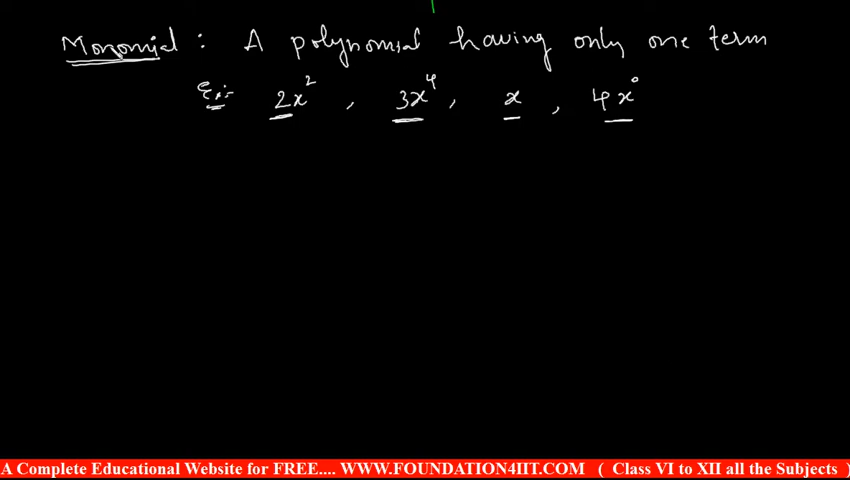 Monomial : A polynomial having only one term
Ex:- 2x² , 3x⁴ , x , 4x⁰
A Complete Educational Website for FREE.... WWW.FOUNDATION4IIT.COM ( Class VI to XII all the Subjects )